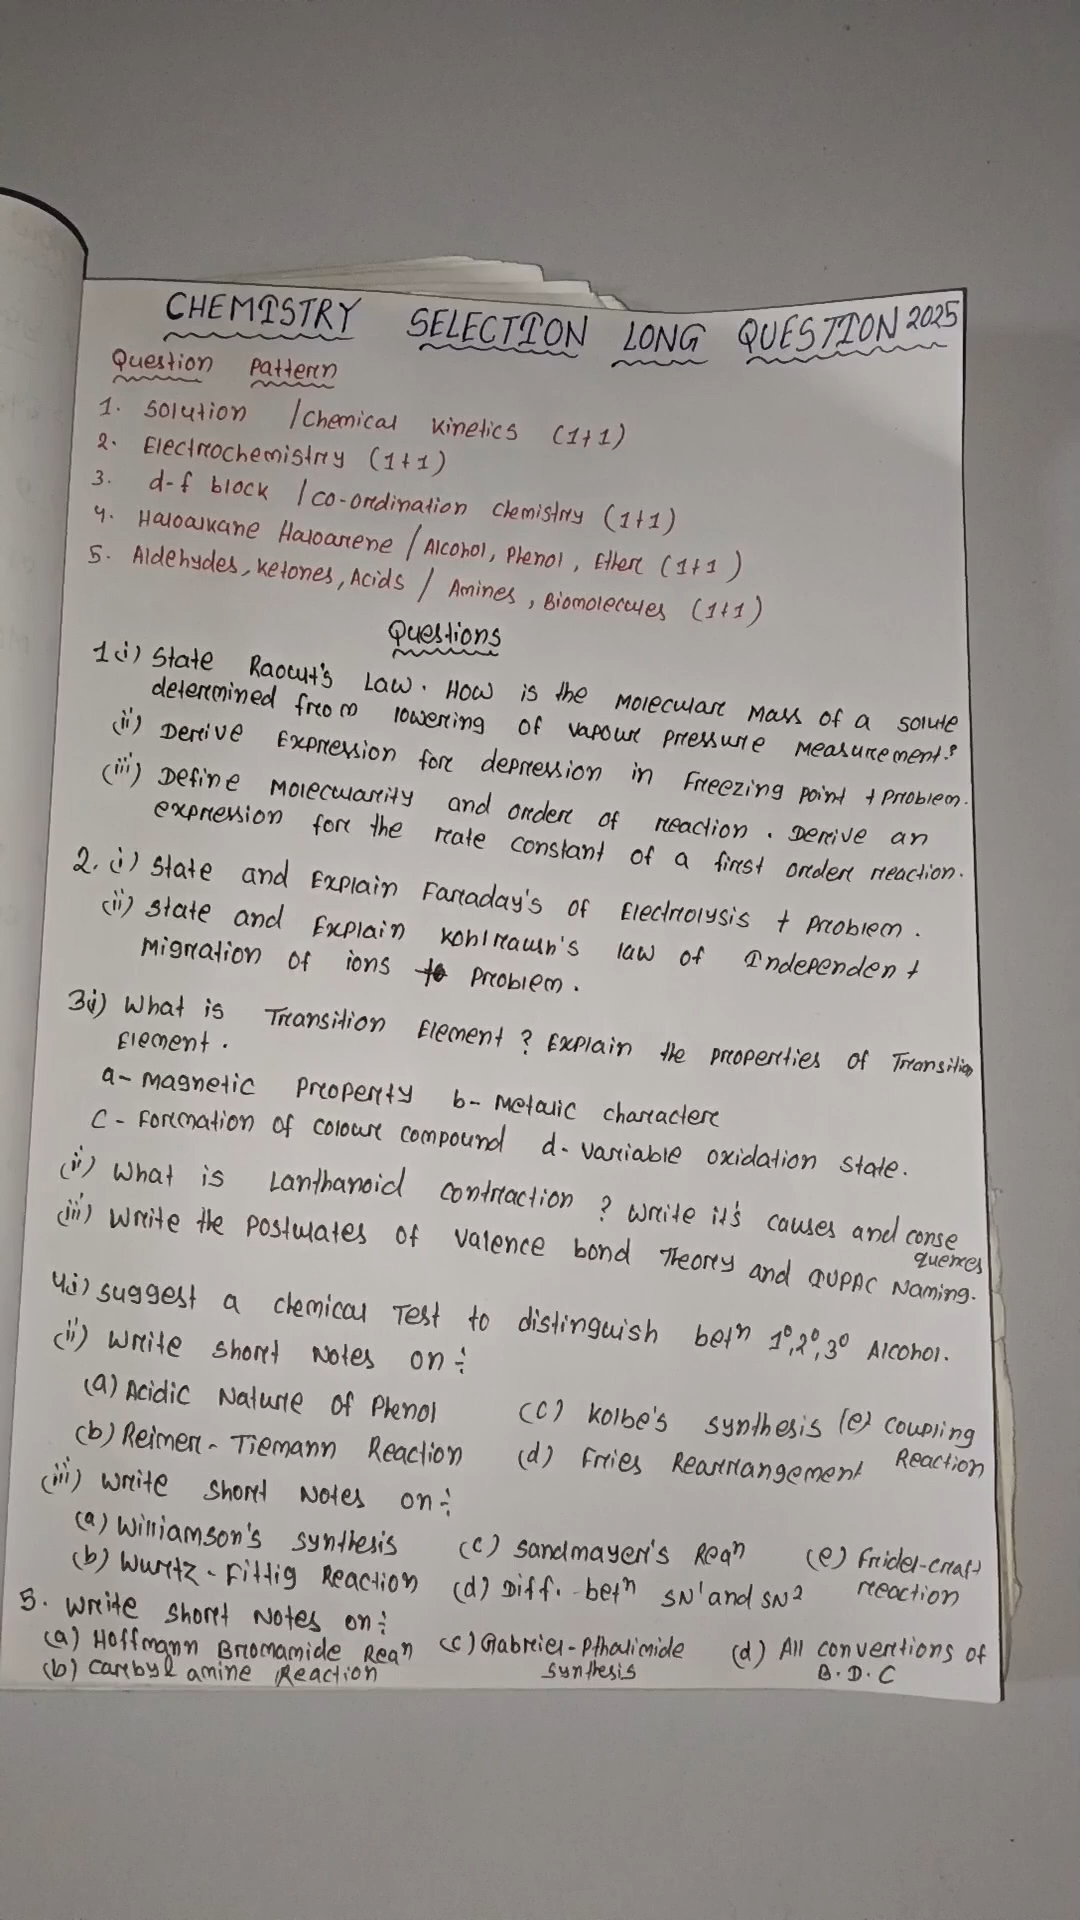 CHEMISTRY SELECTION LONG QUESTION 2025
Question Pattern
1. Solution / Chemical Kinetics (1+1)
2. Electrochemistry (1+1)
3. d-f block / co-ordination chemistry (1+1)
4. Haloalkane Haloarene / Alcohol, Phenol, Ether (1+1)
5. Aldehydes, Ketones, Acids / Amines, Biomolecules (1+1)
Questions
1 i) State Raoult's Law. How is the Molecular Mass of a solute
determined from lowering of vapour pressure measurement?
(ii) Derive Expression for depression in Freezing point + Problem.
(iii) Define Molecularity and order of reaction. Derive an
expression for the rate constant of a first order reaction.
2. i) State and Explain Faraday's of Electrolysis + Problem.
(ii) State and Explain Kohlraush's law of Independent
Migration of ions Problem.
3 i) What is Transition Element? Explain the properties of Transition
Element.
a- Magnetic Property b- Metalic character
C- Formation of colour compound d- variable oxidation state.
(ii) What is Lanthanoid contraction? Write it's causes and conse
quences
(iii) Write the Postulates of valence bond Theory and IUPAC Naming.
4 i) suggest a chemical Test to distinguish betⁿ 1°,2°,3° Alcohol.
(ii) Write short Notes on ÷
(a) Acidic Nature of Phenol (c) Kolbe's synthesis (e) Coupling
Reaction
(b) Reimer-Tiemann Reaction (d) Fries Rearrangement
(iii) Write short Notes on ÷
(a) Williamson's synthesis (c) Sandmayer's Reaⁿ (e) Fridel-craft
reaction
(b) Wurtz-Fittig Reaction (d) Diff. betⁿ SN¹ and SN²
5. Write short Notes on ÷
(a) Hoffmann Bromamide Reaⁿ (c) Gabriel-Pthalimide
synthesis (d) All convertions of
B.D.C
(b) Carbyl amine Reaction